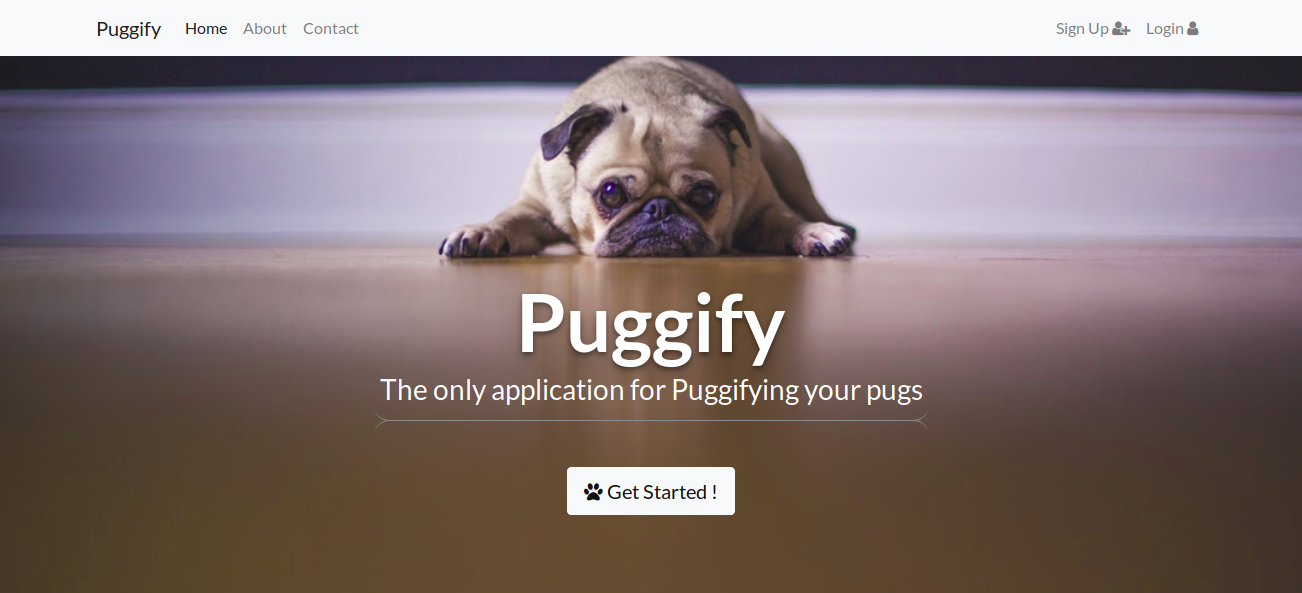 Puggify Home About Contact Sign Up Login
Puggify
The only application for Puggifying your pugs
Get Started !